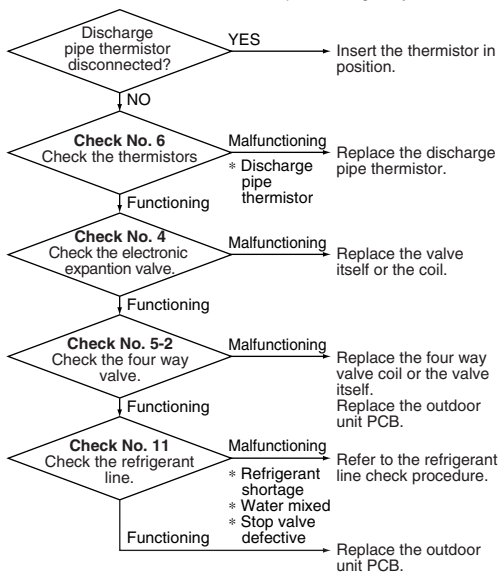 Discharge
pipe thermistor
disconnected?
YES
Insert the thermistor in
position.
NO
Check No. 6
Check the thermistors
Malfunctioning
∗ Discharge
pipe
thermistor
Replace the discharge
pipe thermistor.
Functioning
Check No. 4
Check the electronic
expantion valve.
Malfunctioning
Replace the valve
itself or the coil.
Functioning
Check No. 5-2
Check the four way
valve.
Malfunctioning
Replace the four way
valve coil or the valve
itself.
Replace the outdoor
unit PCB.
Functioning
Check No. 11
Check the refrigerant
line.
Malfunctioning
∗ Refrigerant
shortage
∗ Water mixed
∗ Stop valve
defective
Refer to the refrigerant
line check procedure.
Functioning
Replace the outdoor
unit PCB.